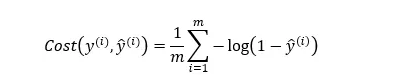 Cost(y^(i), ŷ^(i)) = 1/m ∑_{i=1}^{m} − log(1 − ŷ^(i))